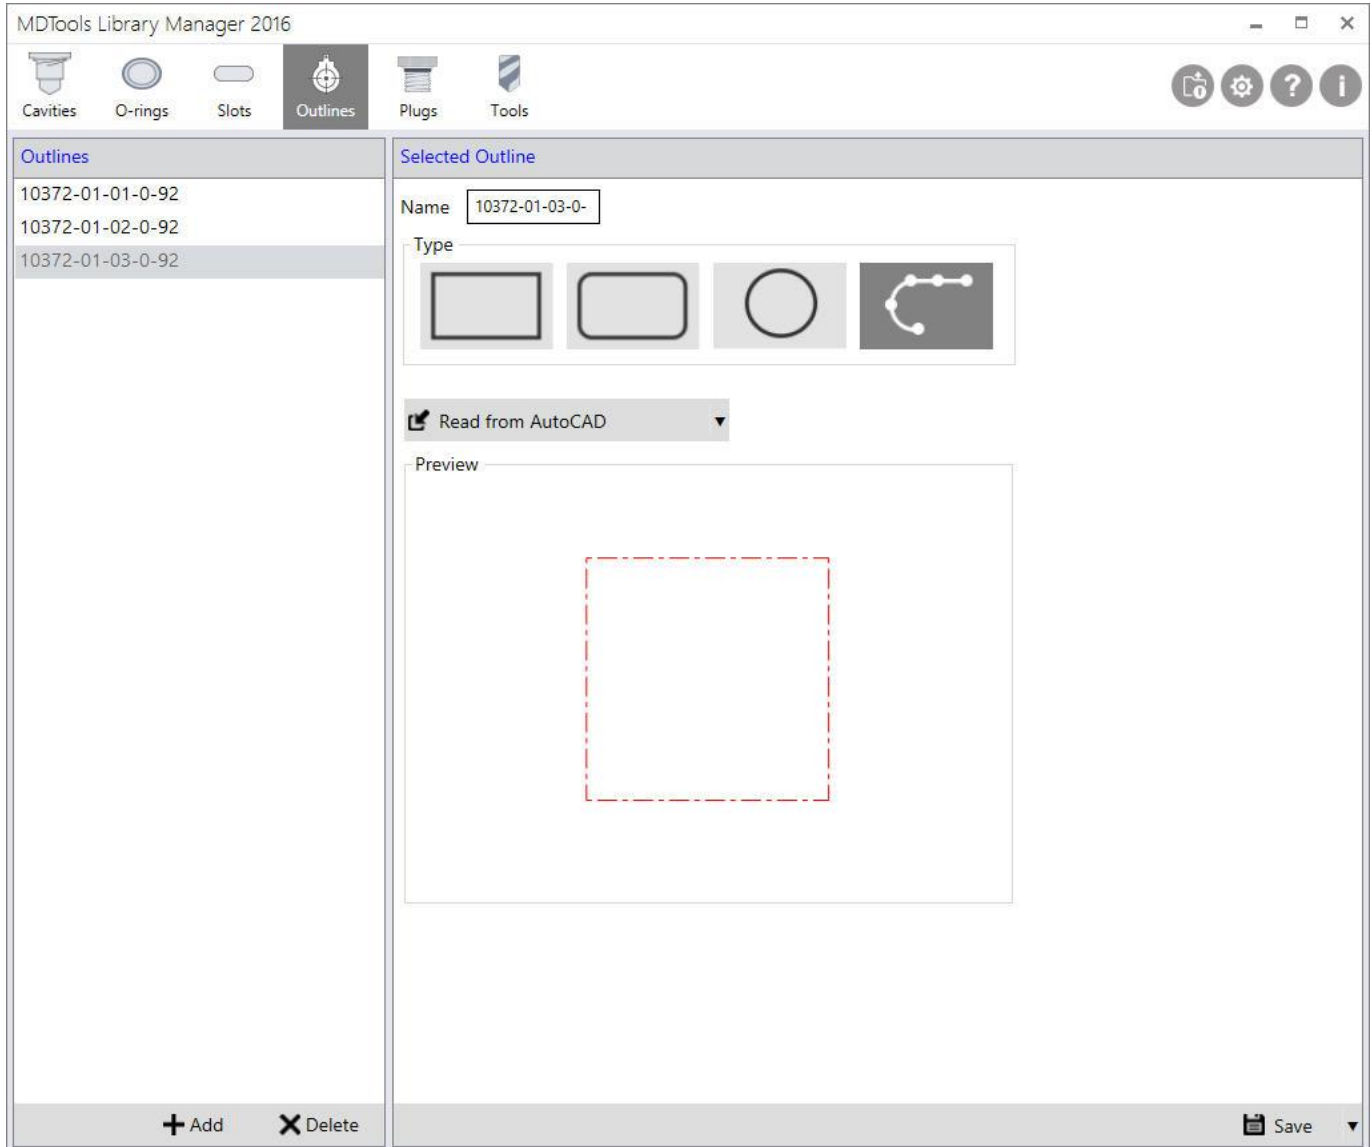 MDTools Library Manager 2016
Cavities O-rings Slots Outlines Plugs Tools
Outlines
10372-01-01-0-92
10372-01-02-0-92
10372-01-03-0-92
Selected Outline
Name 10372-01-03-0-
Type
Read from AutoCAD
Preview
Add Delete
Save